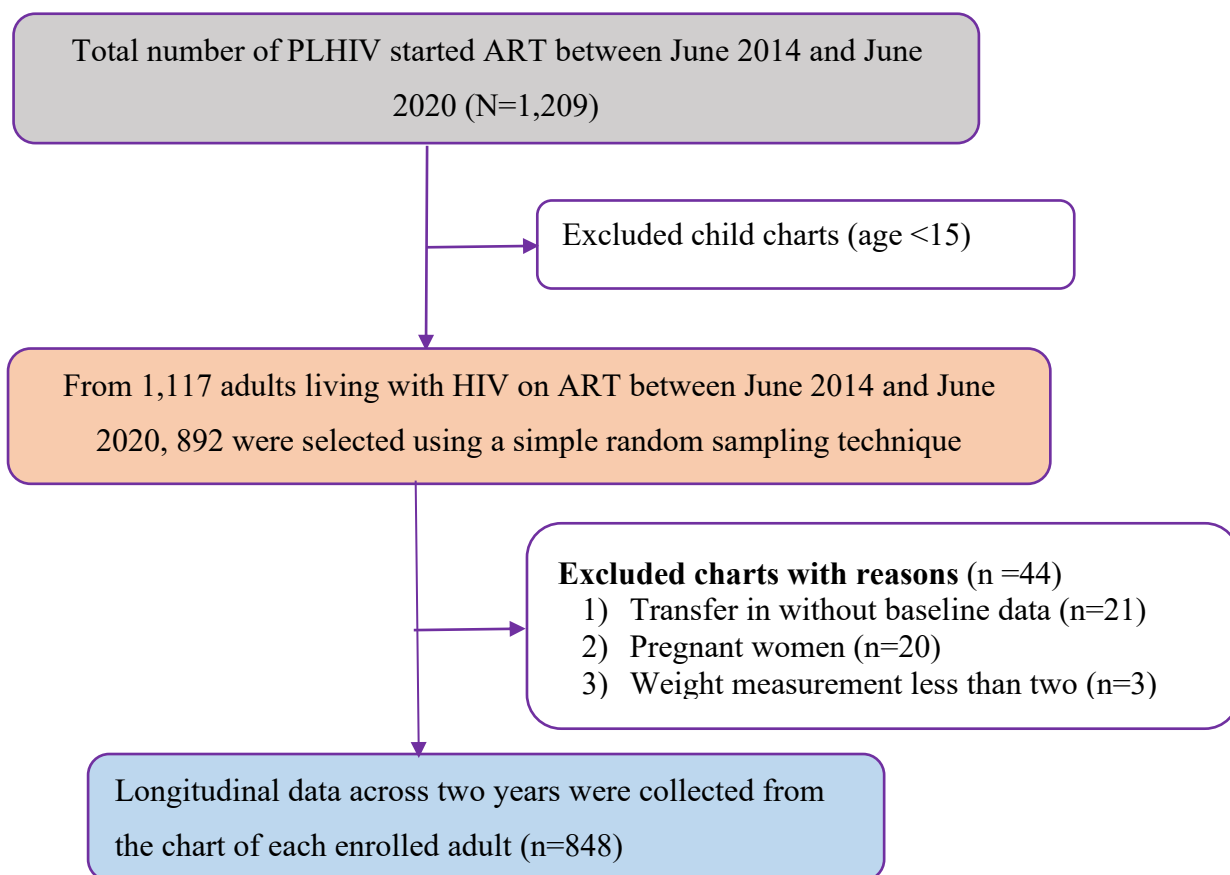 Total number of PLHIV started ART between June 2014 and June
2020 (N=1,209)
Excluded child charts (age <15)
From 1,117 adults living with HIV on ART between June 2014 and June
2020, 892 were selected using a simple random sampling technique
Excluded charts with reasons (n =44)
1) Transfer in without baseline data (n=21)
2) Pregnant women (n=20)
3) Weight measurement less than two (n=3)
Longitudinal data across two years were collected from
the chart of each enrolled adult (n=848)